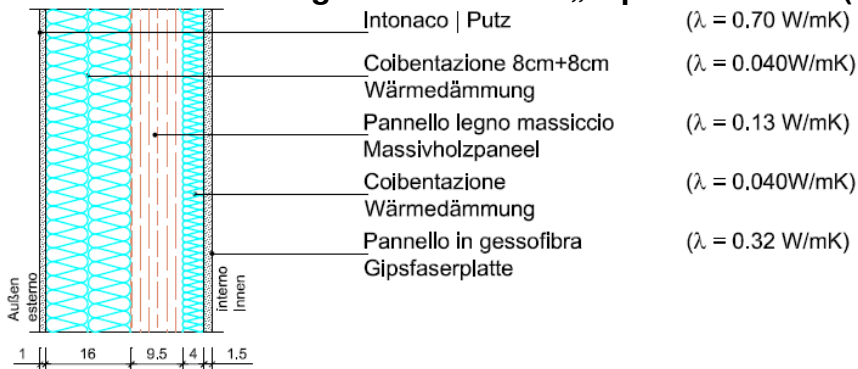 Intonaco | Putz (λ = 0.70 W/mK)
Coibentazione 8cm+8cm (λ = 0.040W/mK)
Wärmedämmung
Pannello legno massiccio (λ = 0.13 W/mK)
Massivholzpaneel
Coibentazione (λ = 0.040W/mK)
Wärmedämmung
Pannello in gessofibra (λ = 0.32 W/mK)
Gipsfaserplatte
Außen
esterno
interno
Innen
1 16 9.5 4 1.5